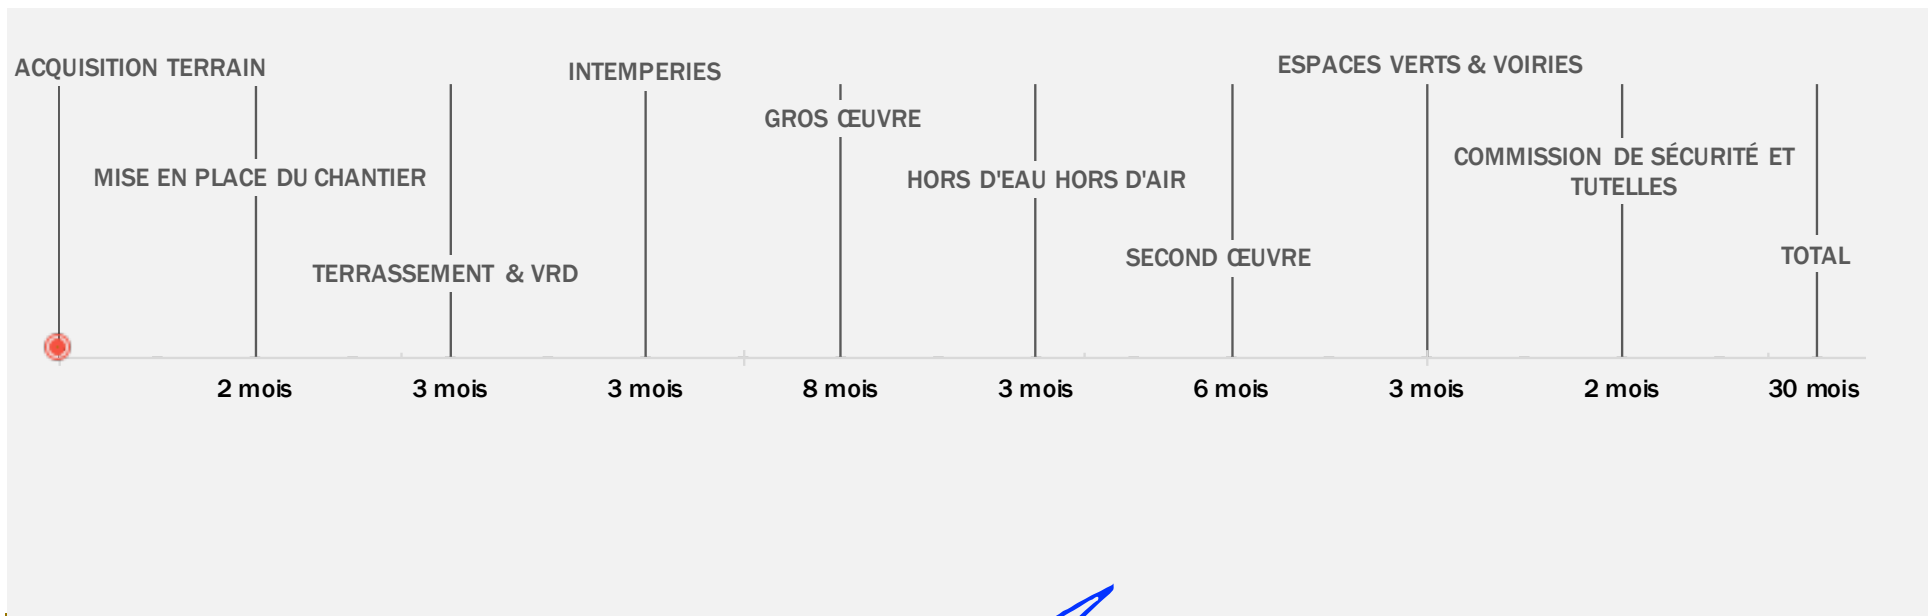 ACQUISITION TERRAIN
INTEMPERIES
ESPACES VERTS & VOIRIES
GROS ŒUVRE
COMMISSION DE SÉCURITÉ ET
TUTELLES
MISE EN PLACE DU CHANTIER
HORS D'EAU HORS D'AIR
TERRASSEMENT & VRD
SECOND ŒUVRE
TOTAL
2 mois 3 mois 3 mois 8 mois 3 mois 6 mois 3 mois 2 mois 30 mois